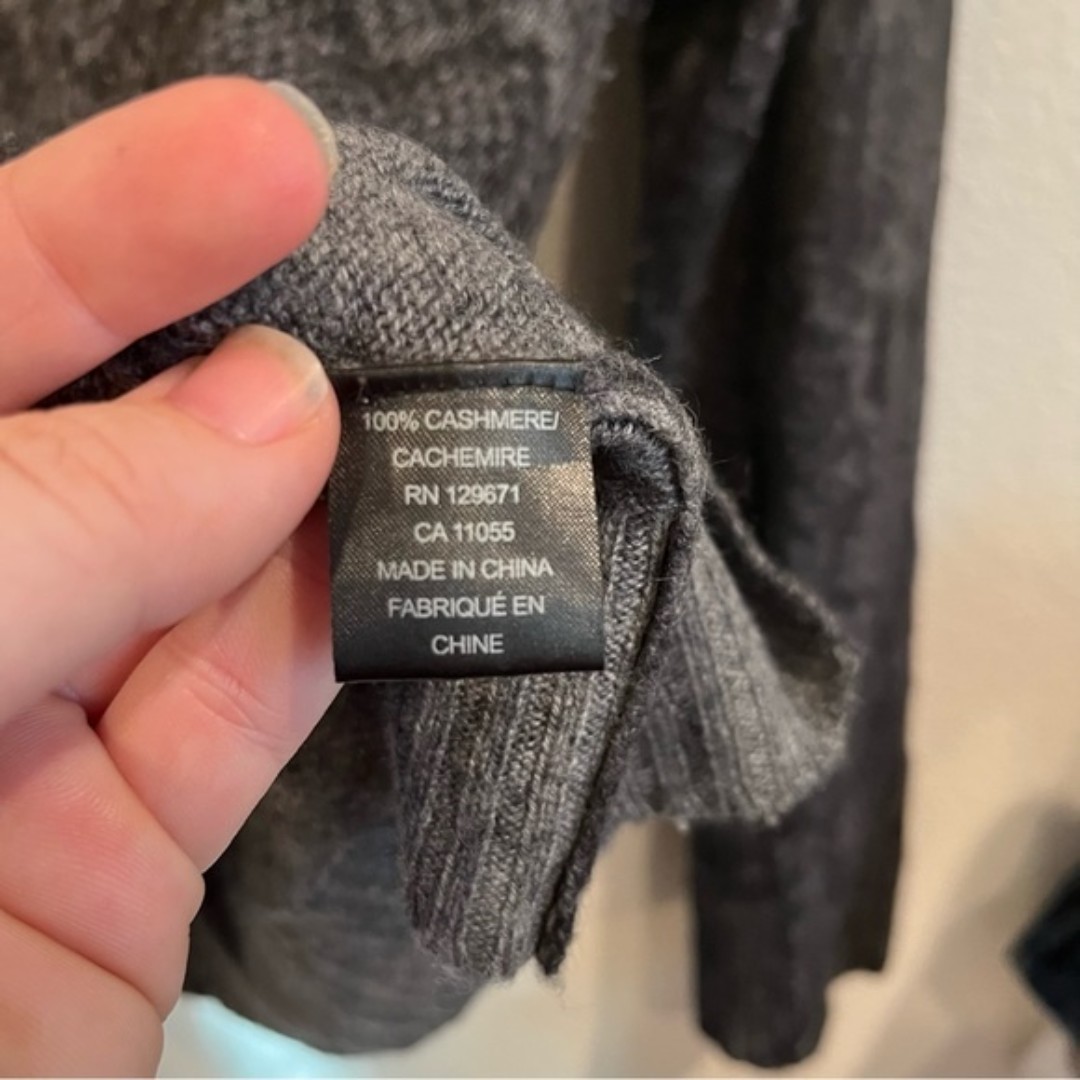 100% CASHMERE/
CACHEMIRE
RN 129671
CA 11055
MADE IN CHINA
FABRIQUÉ EN
CHINE